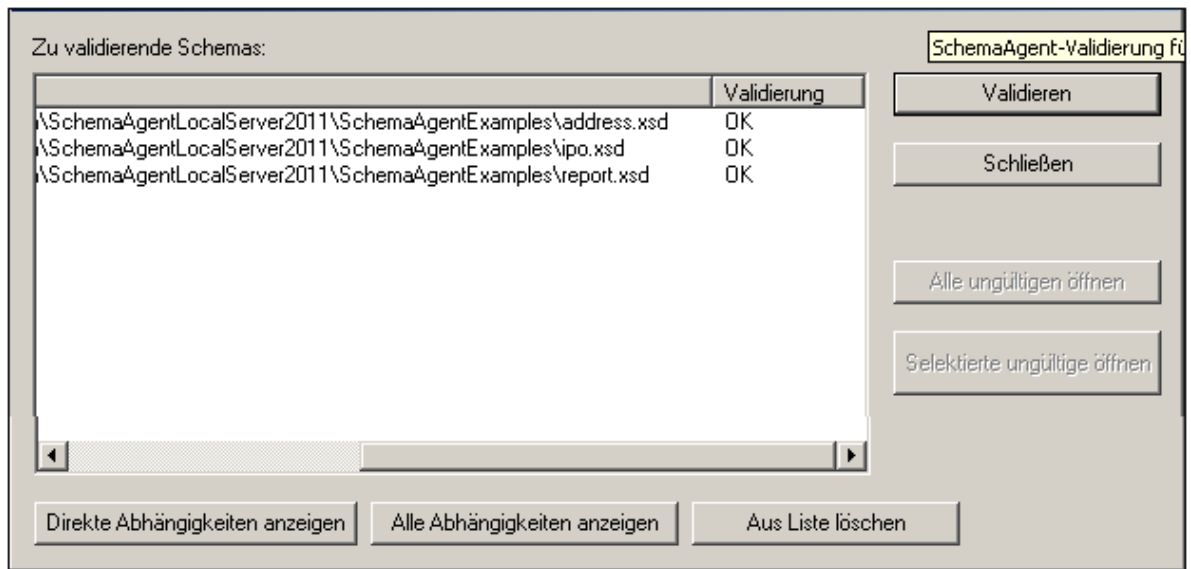 Zu validierende Schemas:
SchemaAgent-Validierung fü
Validierung
Validieren
\SchemaAgentLocalServer2011\SchemaAgentExamples\address.xsd OK
\SchemaAgentLocalServer2011\SchemaAgentExamples\ipo.xsd OK
\SchemaAgentLocalServer2011\SchemaAgentExamples\report.xsd OK
Schließen
Alle ungültigen öffnen
Selektierte ungültige öffnen
Direkte Abhängigkeiten anzeigen
Alle Abhängigkeiten anzeigen
Aus Liste löschen